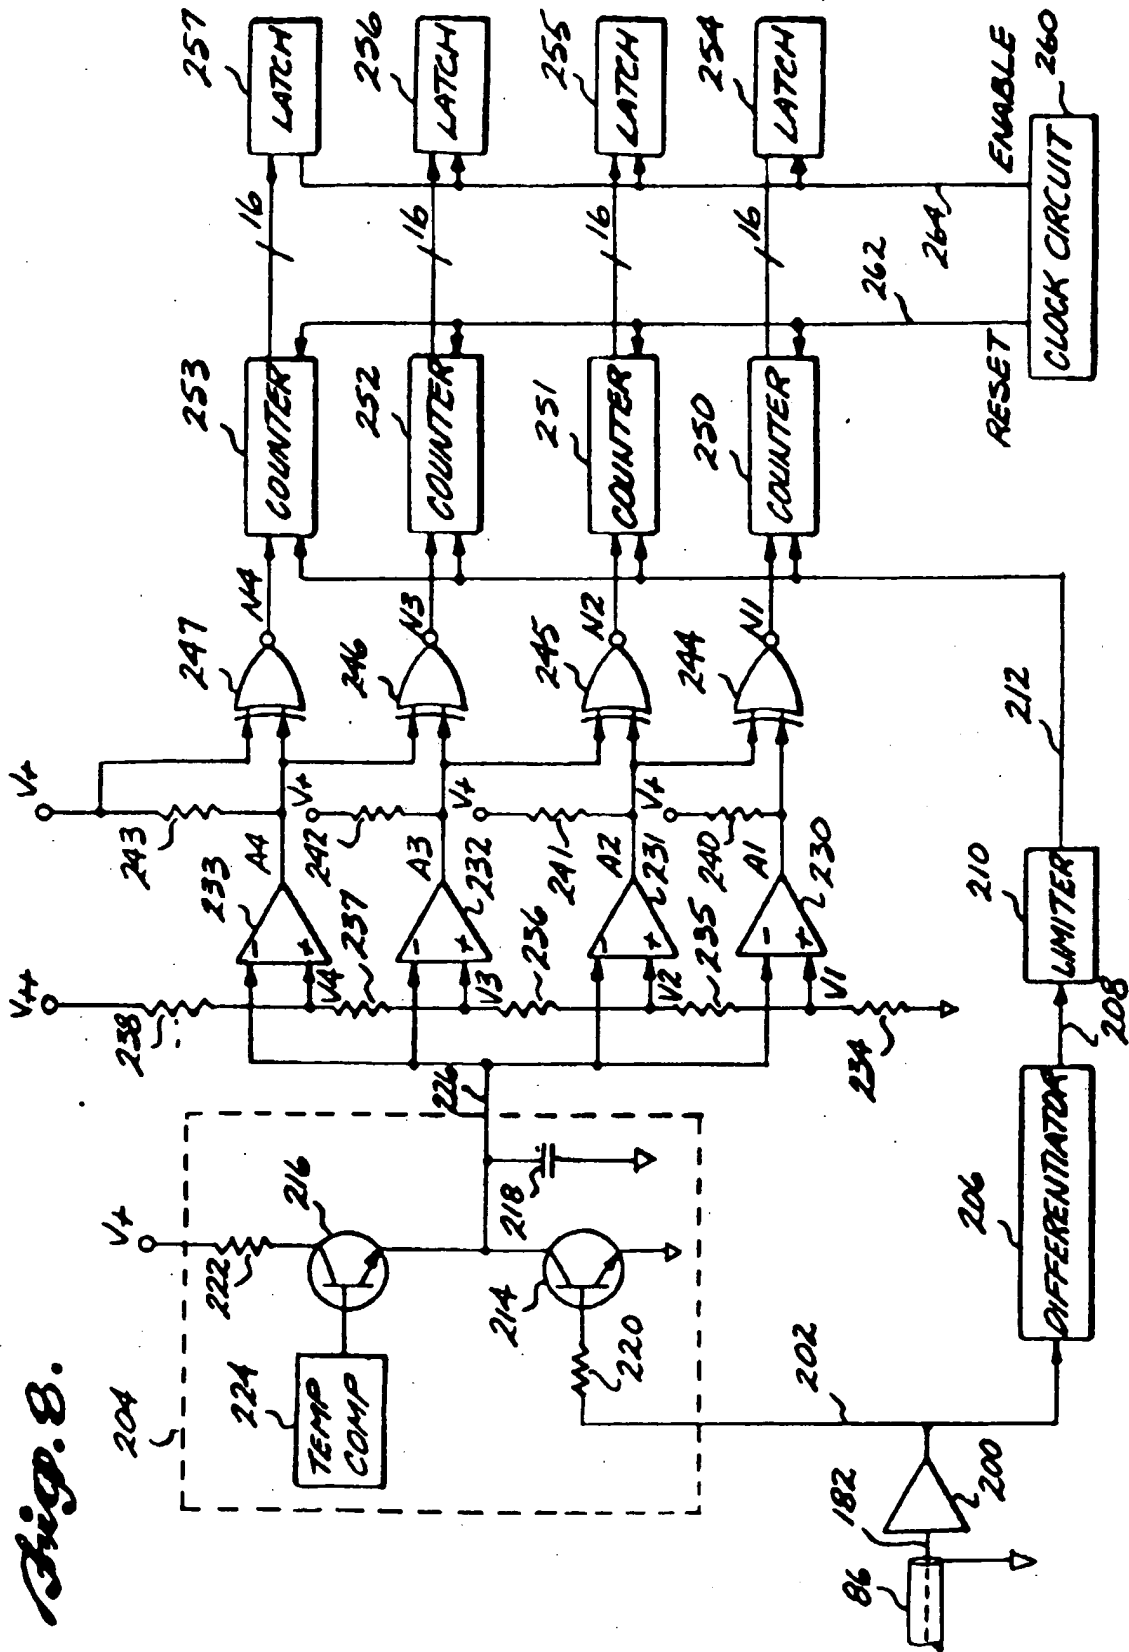 Fig. 8.
204
224
TEMP
COMP
V+
222
216
214
220
218
226
202
86
182
200
206
DIFFERENTIATOR
208
210
LIMITER
212
V++
238
V4
237
V3
236
V2
235
V1
234
233
-
+
A4
232
-
+
A3
231
-
+
A2
230
-
+
A1
V+
243
V+
242
V+
241
V+
240
247
N4
246
N3
245
N2
244
N1
253
COUNTER
252
COUNTER
251
COUNTER
250
COUNTER
16
16
16
16
257
LATCH
256
LATCH
255
LATCH
254
LATCH
RESET
262
264
ENABLE
260
CLOCK CIRCUIT